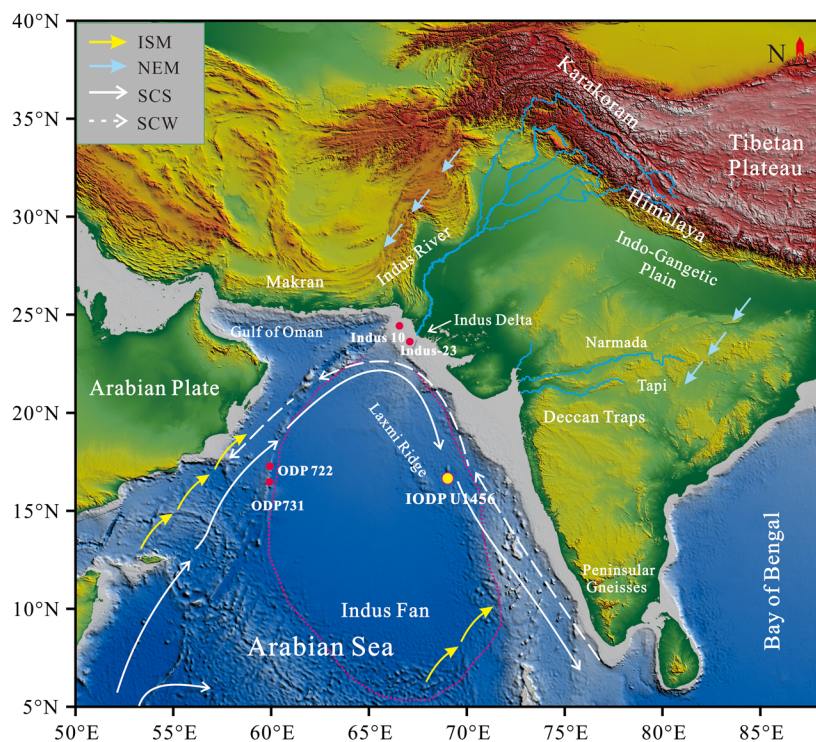 40°N
35°N
30°N
25°N
20°N
15°N
10°N
5°N
50°E
55°E
60°E
65°E
70°E
75°E
80°E
85°E
ISM
NEM
SCS
SCW
N
Karakoram
Tibetan
Plateau
Himalaya
Indo-Gangetic
Plain
Indus River
Makran
Gulf of Oman
Indus 10
Indus Delta
Indus-23
Narmada
Tapi
Arabian Plate
Deccan Traps
Laxmi Ridge
ODP 722
ODP731
IODP U1456
Peninsular
Gneisses
Indus Fan
Arabian Sea
Bay of Bengal